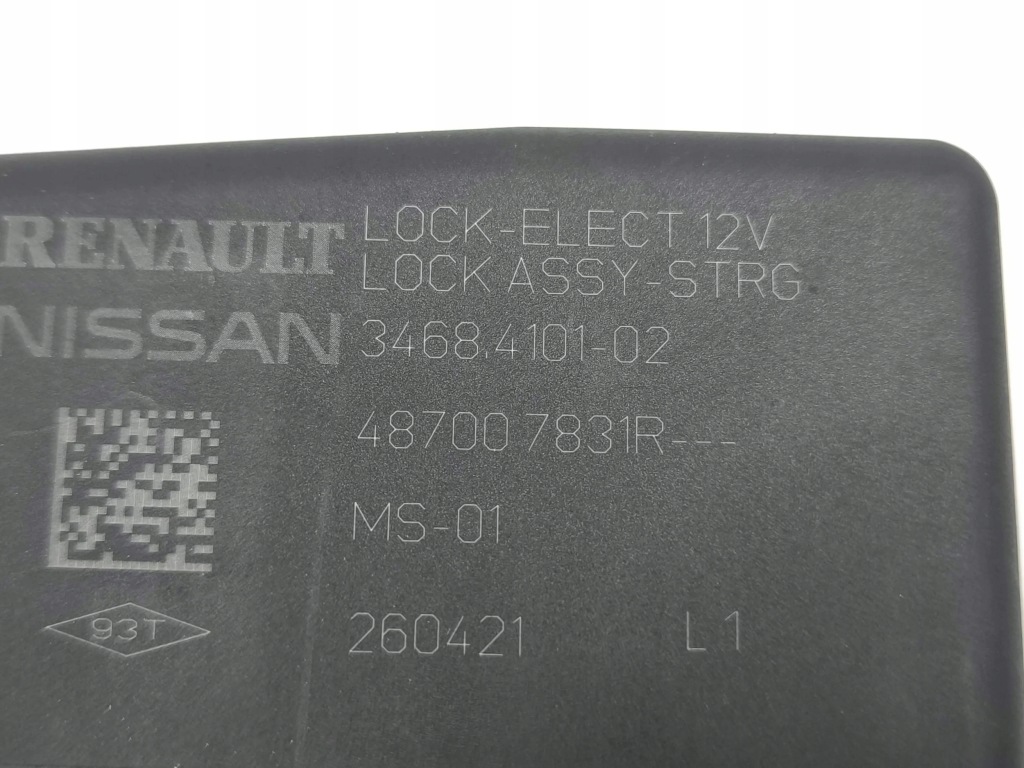 RENAULT
NISSAN
LOCK-ELECT 12V
LOCK ASSY-STRG
3468.4101-02
48700 7831R---
MS-01
93T
260421 L1